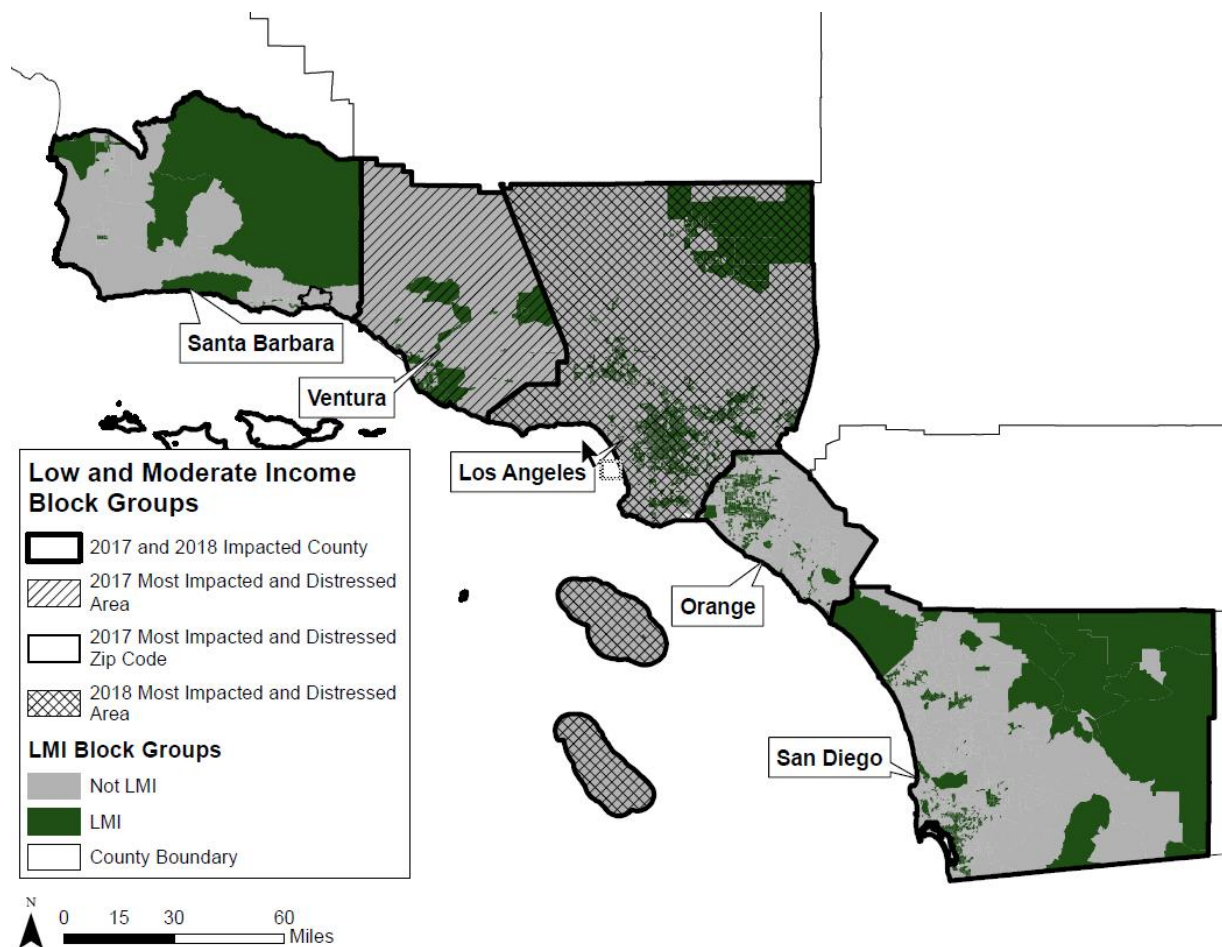 Santa Barbara
Ventura
Los Angeles
Orange
San Diego
Low and Moderate Income
Block Groups
2017 and 2018 Impacted County
2017 Most Impacted and Distressed
Area
2017 Most Impacted and Distressed
Zip Code
2018 Most Impacted and Distressed
Area
LMI Block Groups
Not LMI
LMI
County Boundary
N
0 15 30 60
Miles